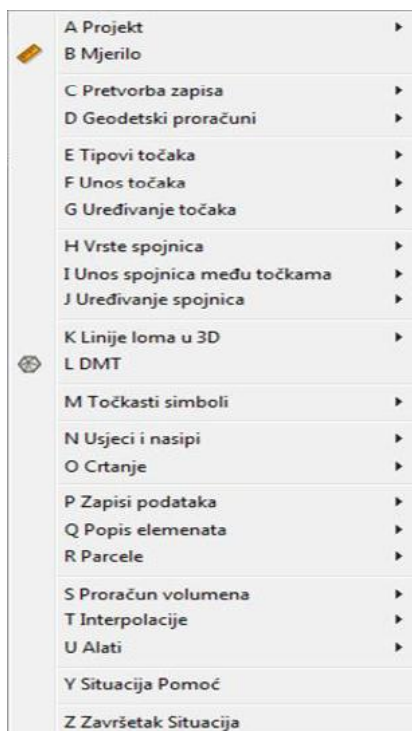 A Projekt
B Mjerilo
C Pretvorba zapisa
D Geodetski proračuni
E Tipovi točaka
F Unos točaka
G Uređivanje točaka
H Vrste spojnica
I Unos spojnica među točkama
J Uređivanje spojnica
K Linije loma u 3D
L DMT
M Točkasti simboli
N Usjeci i nasipi
O Crtanje
P Zapisi podataka
Q Popis elemenata
R Parcele
S Proračun volumena
T Interpolacije
U Alati
Y Situacija Pomoć
Z Završetak Situacija